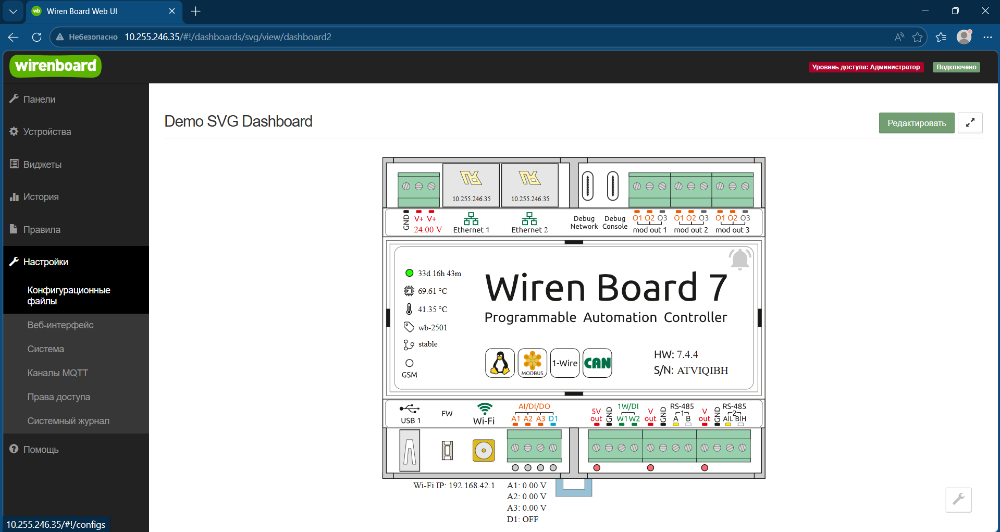 wb Wiren Board Web UI
Небезопасно 10.255.246.35/#!/dashboards/svg/view/dashboard2
wirenboard
Уровень доступа: Администратор Подключено
Панели
Устройства
Виджеты
История
Правила
Настройки
Конфигурационные
файлы
Веб-интерфейс
Система
Каналы MQTT
Права доступа
Системный журнал
Помощь
10.255.246.35/#!/configs
Demo SVG Dashboard
Редактировать
10.255.246.35 10.255.246.35
GND V+ V+
24.00 V
Ethernet 1
Ethernet 2
Debug
Network
Debug
Console
O1 O2 O3
mod out 1
O1 O2 O3
mod out 2
O1 O2 O3
mod out 3
33d 16h 43m
69.61 °C
41.35 °C
wb-2501
stable
GSM
Wiren Board 7
Programmable Automation Controller
MODBUS
1-Wire
CAN
HW: 7.4.4
S/N: ATVIQIBH
USB 1
FW
Wi-Fi
AI/DI/DO
A1 A2 A3 D1
5V
out
GND
1W/DI
W1 W2
V
out
GND
RS-485
1
A B
V
out
GND
RS-485
2
A|L B|H
Wi-Fi IP: 192.168.42.1
A1: 0.00 V
A2: 0.00 V
A3: 0.00 V
D1: OFF